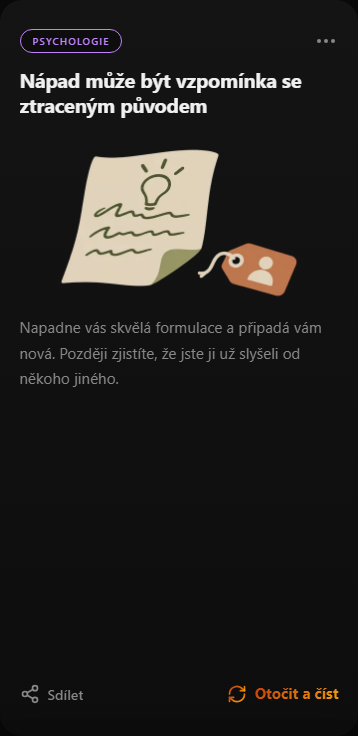 PSYCHOLOGIE
Nápad může být vzpomínka se
ztraceným původem
Napadne vás skvělá formulace a připadá vám
nová. Později zjistíte, že jste ji už slyšeli od
někoho jiného.
Sdílet
Otočit a číst